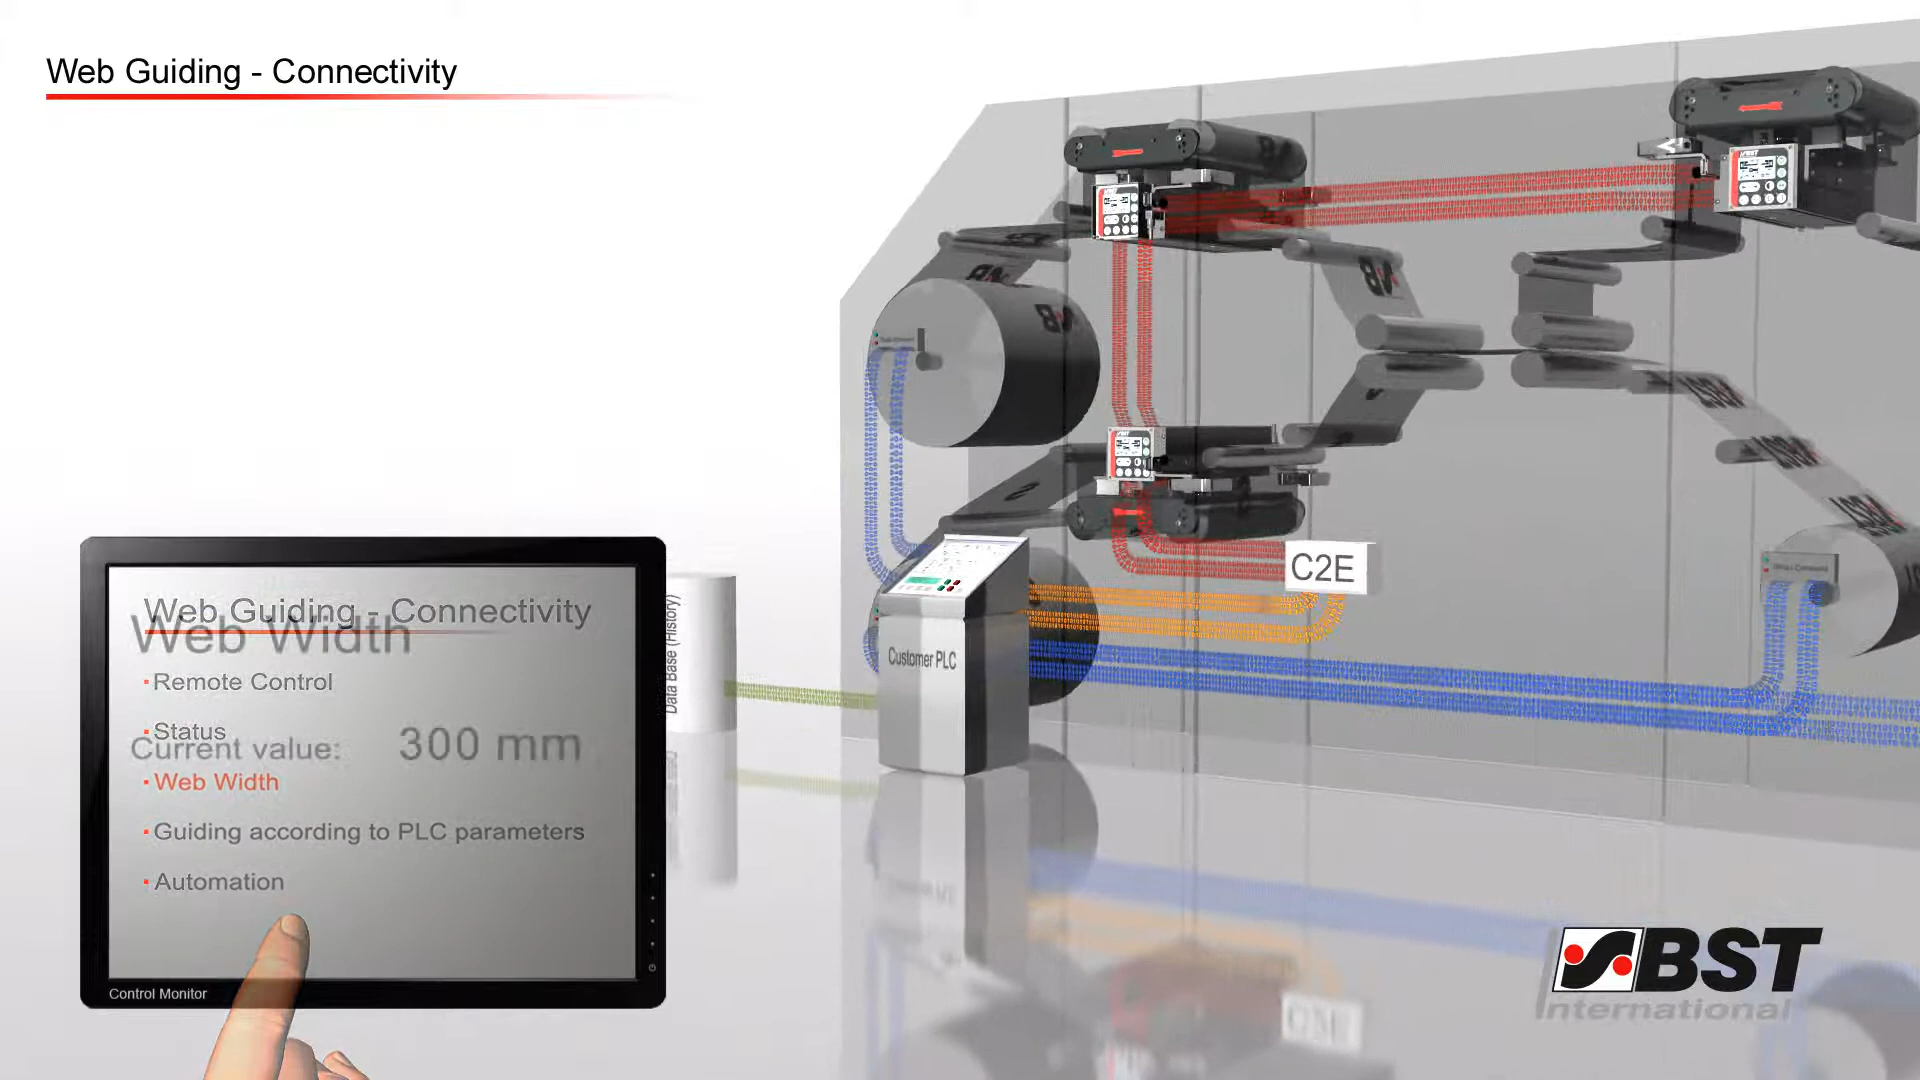 Web Guiding - Connectivity
C2E
Customer PLC
Data Base (History)
Web Guiding - Connectivity
Web Width
Remote Control
Status
Current value: 300 mm
Web Width
Guiding according to PLC parameters
Automation
Control Monitor
BST
International